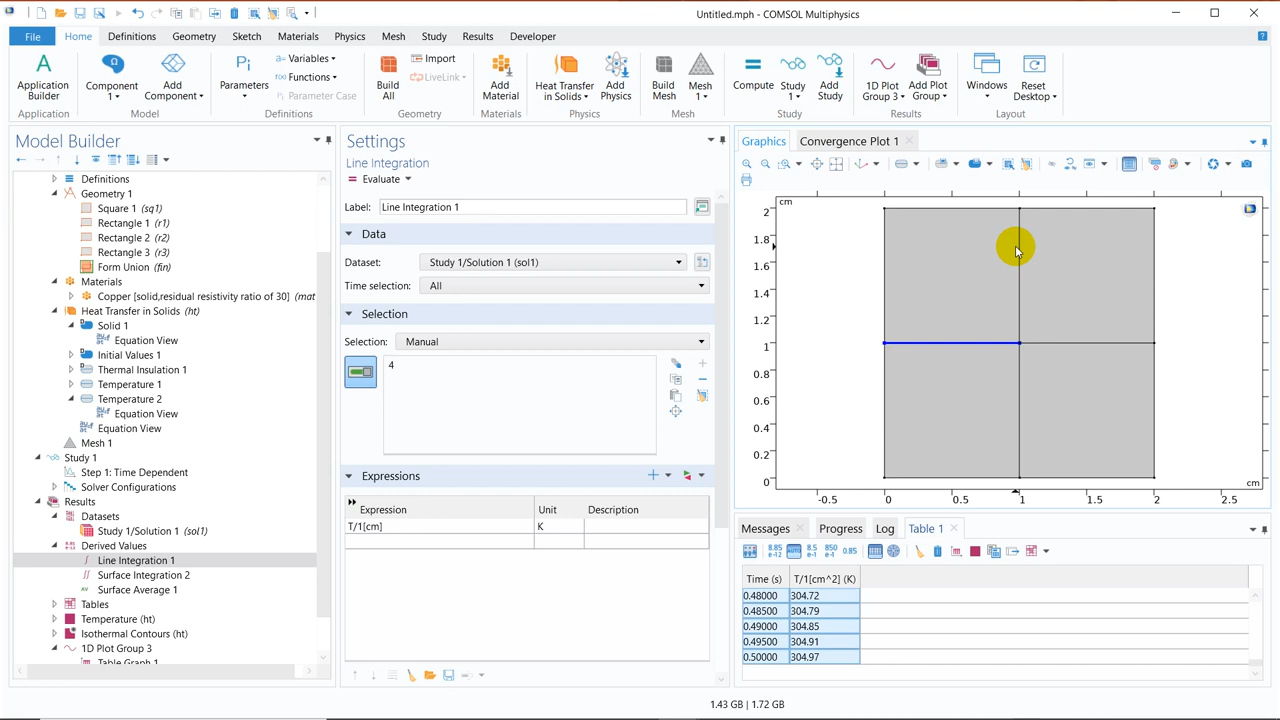 Untitled.mph - COMSOL Multiphysics
File Home Definitions Geometry Sketch Materials Physics Mesh Study Results Developer
Application Builder
Component 1
Add Component
Parameters
a= Variables
f(x) Functions
Pi Parameter Case
Build All
Import
LiveLink
Add Material
Heat Transfer in Solids
Add Physics
Build Mesh
Mesh 1
Compute
Study 1
Add Study
1D Plot Group 3
Add Plot Group
Windows
Reset Desktop
Application Model Definitions Geometry Materials Physics Mesh Study Results Layout
Model Builder
Definitions
Geometry 1
Square 1 (sq1)
Rectangle 1 (r1)
Rectangle 2 (r2)
Rectangle 3 (r3)
Form Union (fin)
Materials
Copper [solid,residual resistivity ratio of 30] (mat
Heat Transfer in Solids (ht)
Solid 1
Equation View
Initial Values 1
Thermal Insulation 1
Temperature 1
Temperature 2
Equation View
Equation View
Mesh 1
Study 1
Step 1: Time Dependent
Solver Configurations
Results
Datasets
Study 1/Solution 1 (sol1)
Derived Values
Line Integration 1
Surface Integration 2
Surface Average 1
Tables
Temperature (ht)
Isothermal Contours (ht)
1D Plot Group 3
Table Graph 1
Settings
Line Integration
= Evaluate
Label: Line Integration 1
Data
Dataset: Study 1/Solution 1 (sol1)
Time selection: All
Selection
Selection: Manual
4
Expressions
Expression Unit Description
T/1[cm] K
Graphics Convergence Plot 1
cm
2
1.8
1.6
1.4
1.2
1
0.8
0.6
0.4
0.2
0
-0.5 0 0.5 1 1.5 2 2.5
cm
Messages Progress Log Table 1
8.85 e-12 AUTO 8.5 e-1 850 e-1 0.85
Time (s) T/1[cm^2] (K)
0.48000 304.72
0.48500 304.79
0.49000 304.85
0.49500 304.91
0.50000 304.97
1.43 GB | 1.72 GB